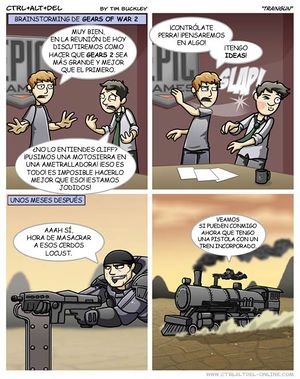 CTRL+ALT+DEL
BY TIM BUCKLEY
"TRANGUN"
BRAINSTORMING DE GEARS OF WAR 2
MUY BIEN,
EN LA REUNIÓN DE HOY
DISCUTIREMOS COMO
HACER QUE GEARS 2 SEA
MÁS GRANDE Y MEJOR
QUE EL PRIMERO.
¿NO LO ENTIENDES CLIFF?
¡PUSIMOS UNA MOTOSIERRA
EN UNA AMETRALLADORA! ¡ESO ES
TODO! ES IMPOSIBLE HACERLO
MEJOR QUE ESO! ¡ESTAMOS
JODIDOS!
¡CONTRÓLATE
PERRA! ¡PENSAREMOS
EN ALGO!
¡TENGO
IDEAS!
SLAP!
EPIC
GAMES
UNOS MESES DESPUÉS
AAAH SÍ,
HORA DE MASACRAR
A ESOS CERDOS
LOCUST.
VEAMOS
SI PUEDEN CONMIGO
AHORA QUE TENGO
UNA PISTOLA CON UN
TREN INCORPORADO.
WWW.CTRLALTDEL-ONLINE.COM